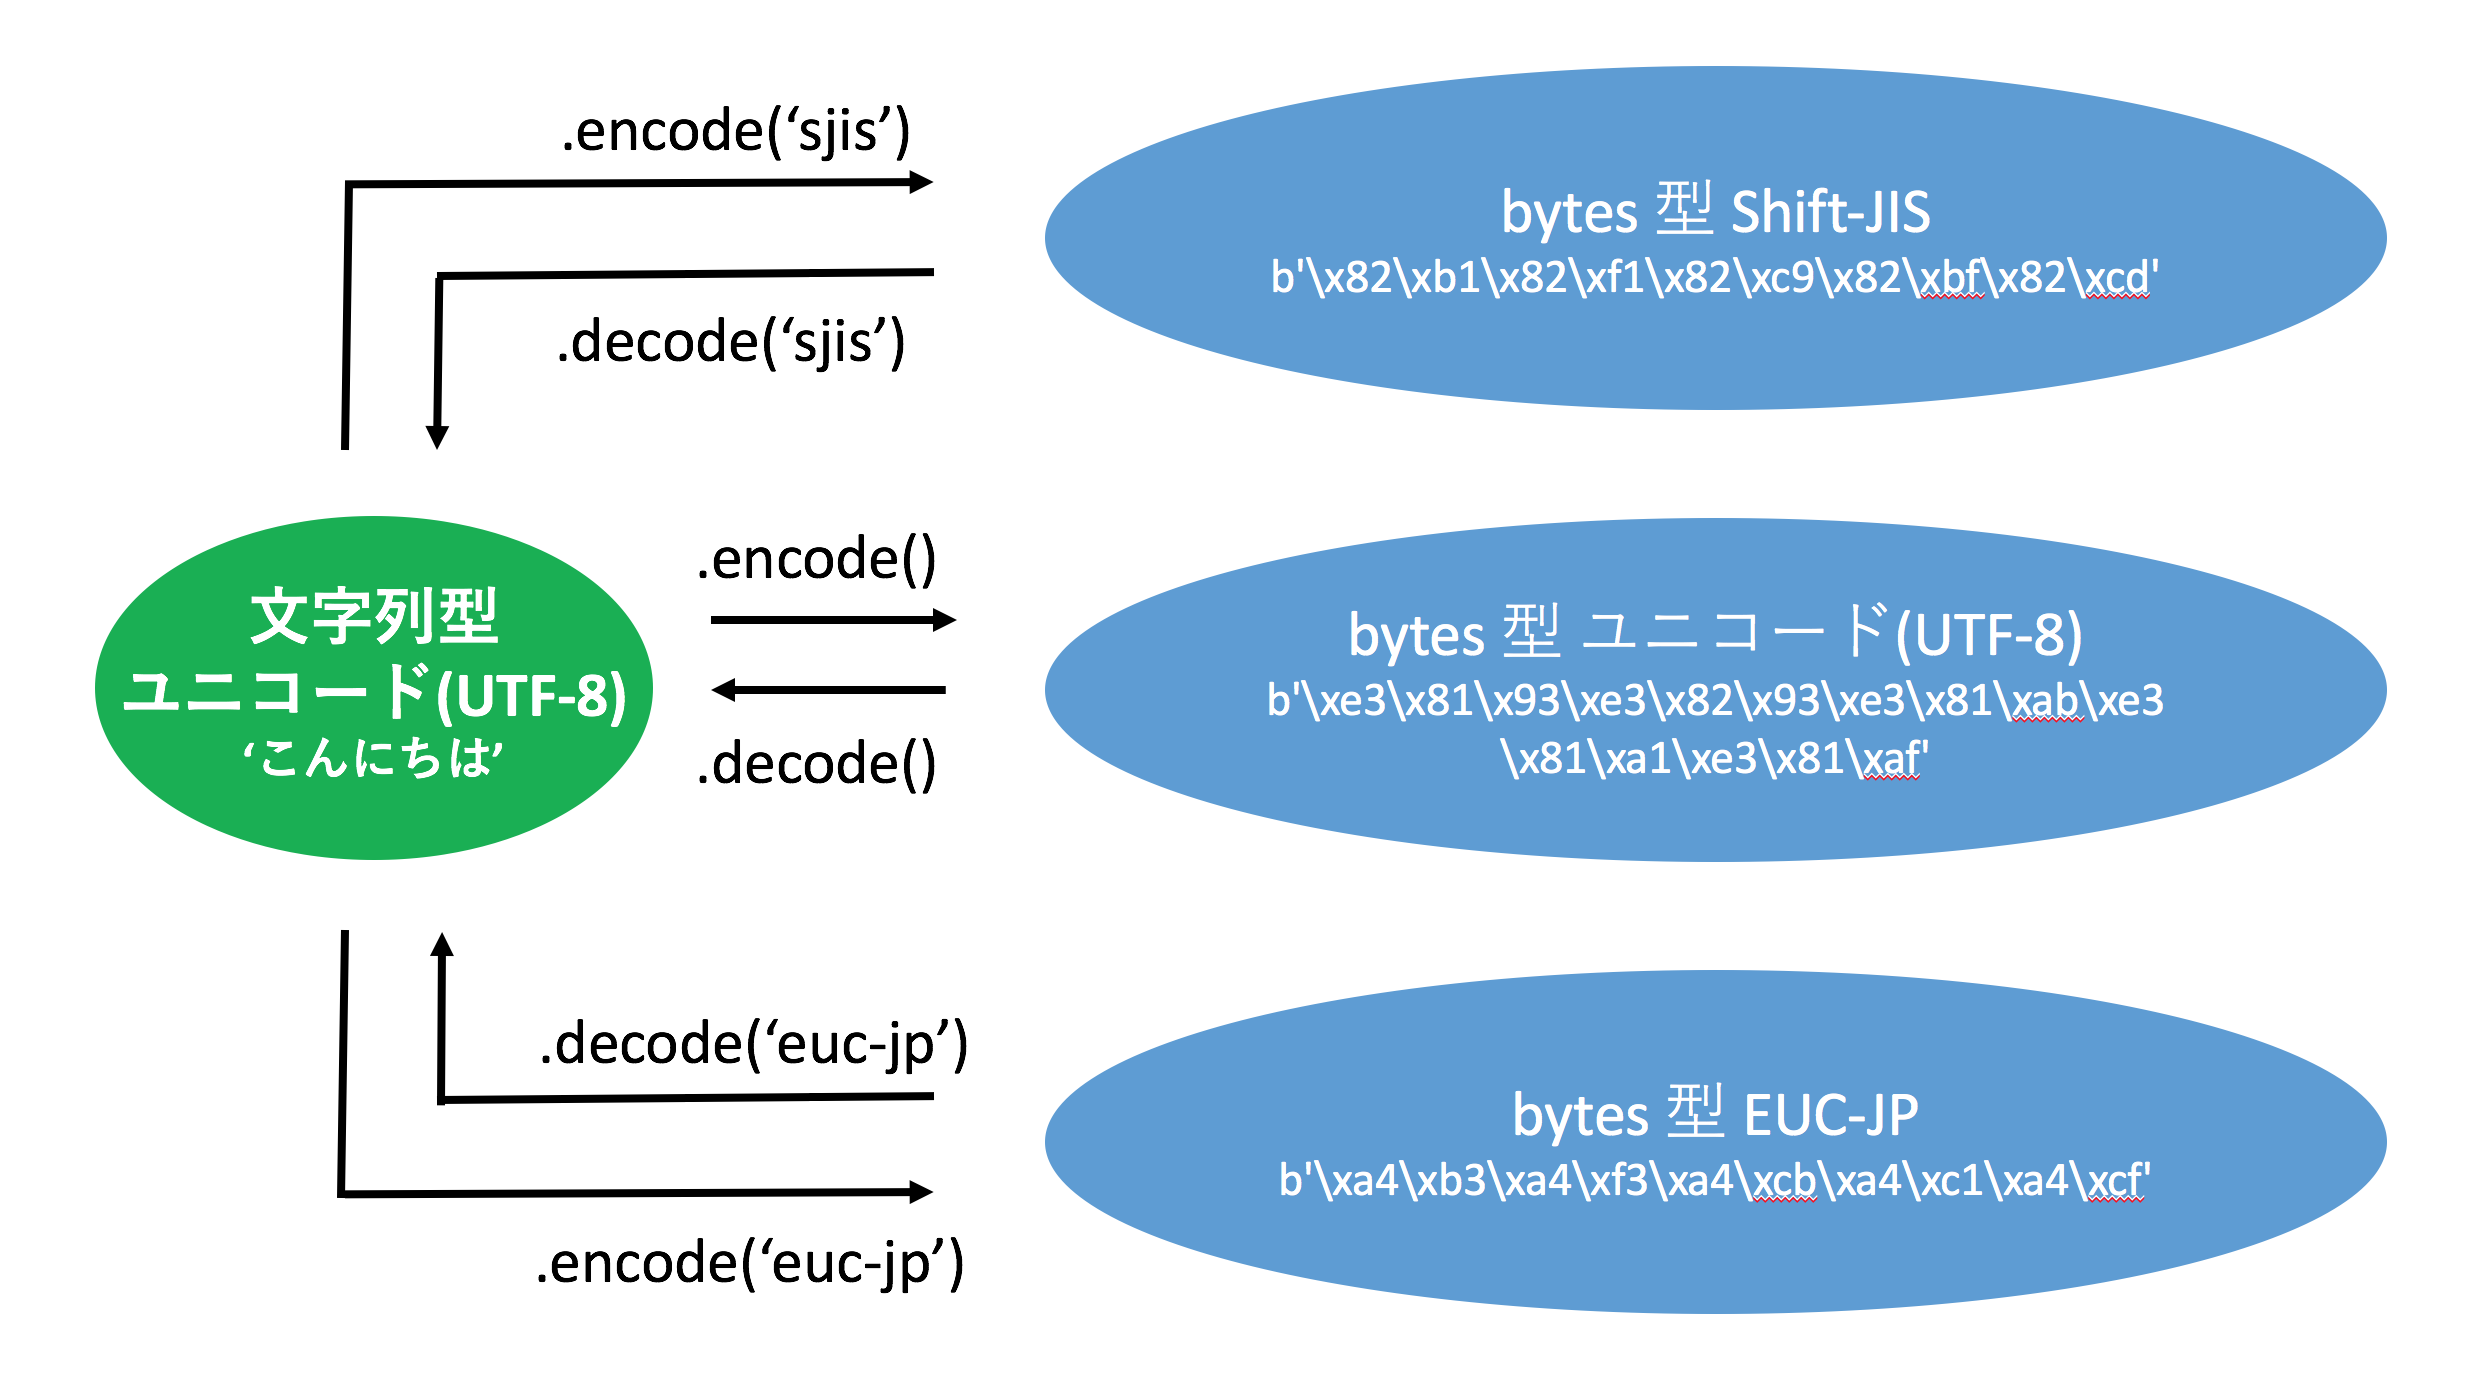 .encode(‘sjis’)
bytes 型 Shift-JIS
b'\x82\xb1\x82\xf1\x82\xc9\x82\xbf\x82\xcd'
.decode(‘sjis’)
文字列型
ユニコード(UTF-8)
‘こんにちは’
.encode()
.decode()
bytes 型 ユニコード(UTF-8)
b'\xe3\x81\x93\xe3\x82\x93\xe3\x81\xab\xe3
\x81\xa1\xe3\x81\xaf'
.decode(‘euc-jp’)
bytes 型 EUC-JP
b'\xa4\xb3\xa4\xf3\xa4\xcb\xa4\xc1\xa4\xcf'
.encode(‘euc-jp’)